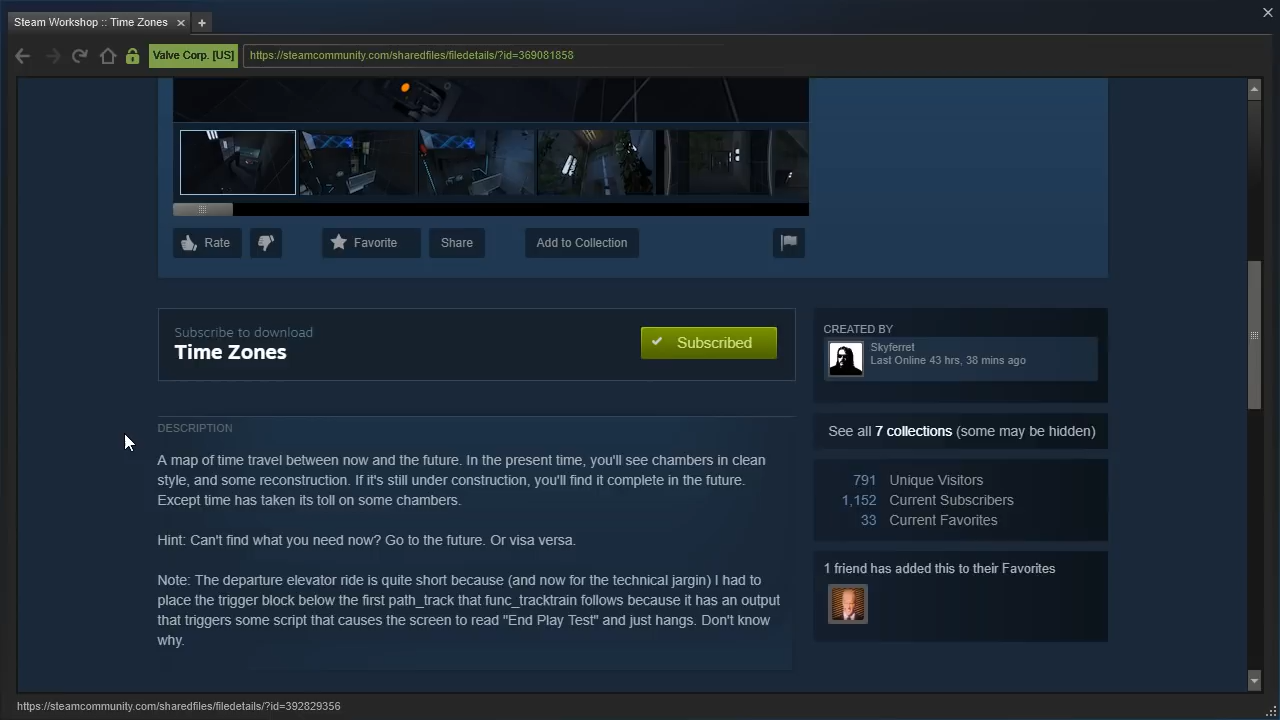 Steam Workshop :: Time Zones
Valve Corp. [US]
https://steamcommunity.com/sharedfiles/filedetails/?id=369081858
Rate
Favorite
Share
Add to Collection
Subscribe to download
Time Zones
Subscribed
CREATED BY
Skyferret
Last Online 43 hrs, 38 mins ago
See all 7 collections (some may be hidden)
791 Unique Visitors
1,152 Current Subscribers
33 Current Favorites
1 friend has added this to their Favorites
DESCRIPTION
A map of time travel between now and the future. In the present time, you'll see chambers in clean
style, and some reconstruction. If it's still under construction, you'll find it complete in the future.
Except time has taken its toll on some chambers.
Hint: Can't find what you need now? Go to the future. Or visa versa.
Note: The departure elevator ride is quite short because (and now for the technical jargin) I had to
place the trigger block below the first path_track that func_tracktrain follows because it has an output
that triggers some script that causes the screen to read "End Play Test" and just hangs. Don't know
why.
https://steamcommunity.com/sharedfiles/filedetails/?id=392829356